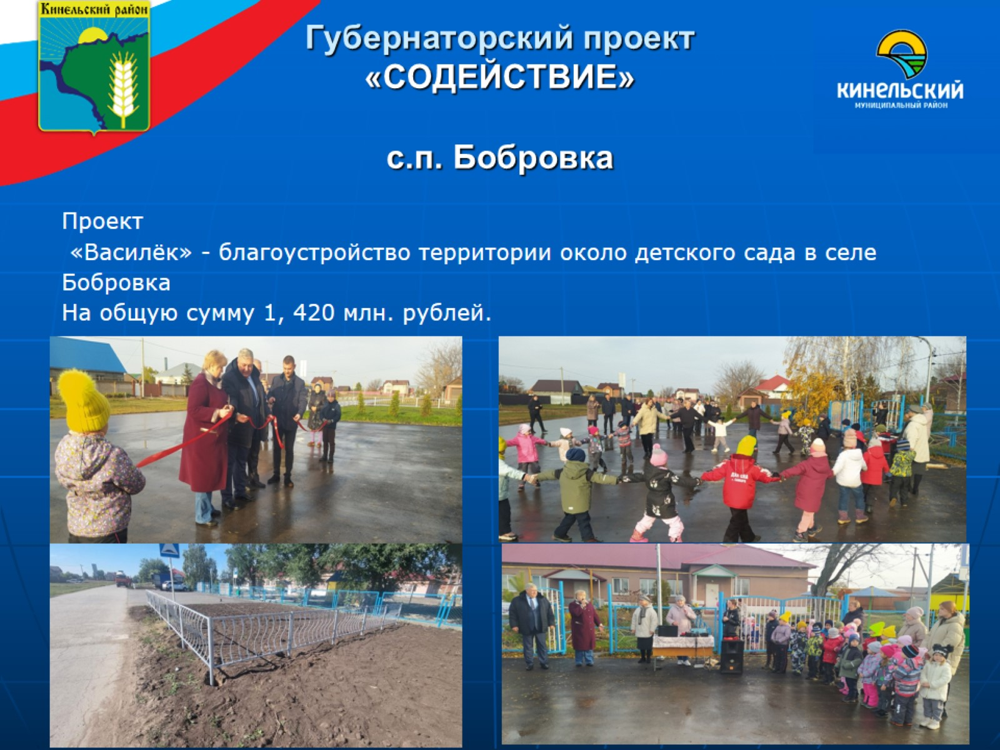 Кинельский район
Губернаторский проект
«СОДЕЙСТВИЕ»
КИНЕЛЬСКИЙ
МУНИЦИПАЛЬНЫЙ РАЙОН
с.п. Бобровка
Проект
«Василёк» - благоустройство территории около детского сада в селе
Бобровка
На общую сумму 1, 420 млн. рублей.